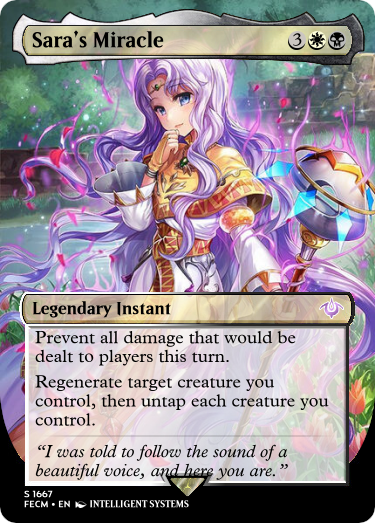 Sara's Miracle 3
Legendary Instant
Prevent all damage that would be
dealt to players this turn.
Regenerate target creature you
control, then untap each creature you
control.
"I was told to follow the sound of a
beautiful voice, and here you are."
S 1667
FECM • EN INTELLIGENT SYSTEMS